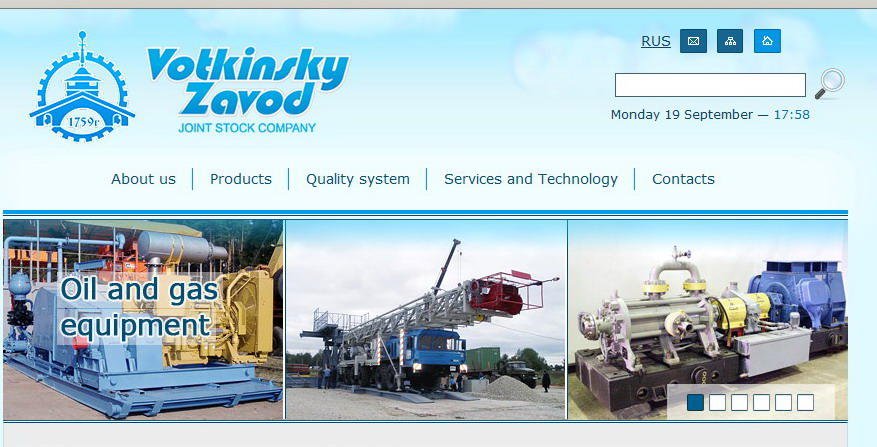 RUS
Votkinsky
Zavod
JOINT STOCK COMPANY
1759г
Monday 19 September — 17:58
About us
Products
Quality system
Services and Technology
Contacts
Oil and gas
equipment